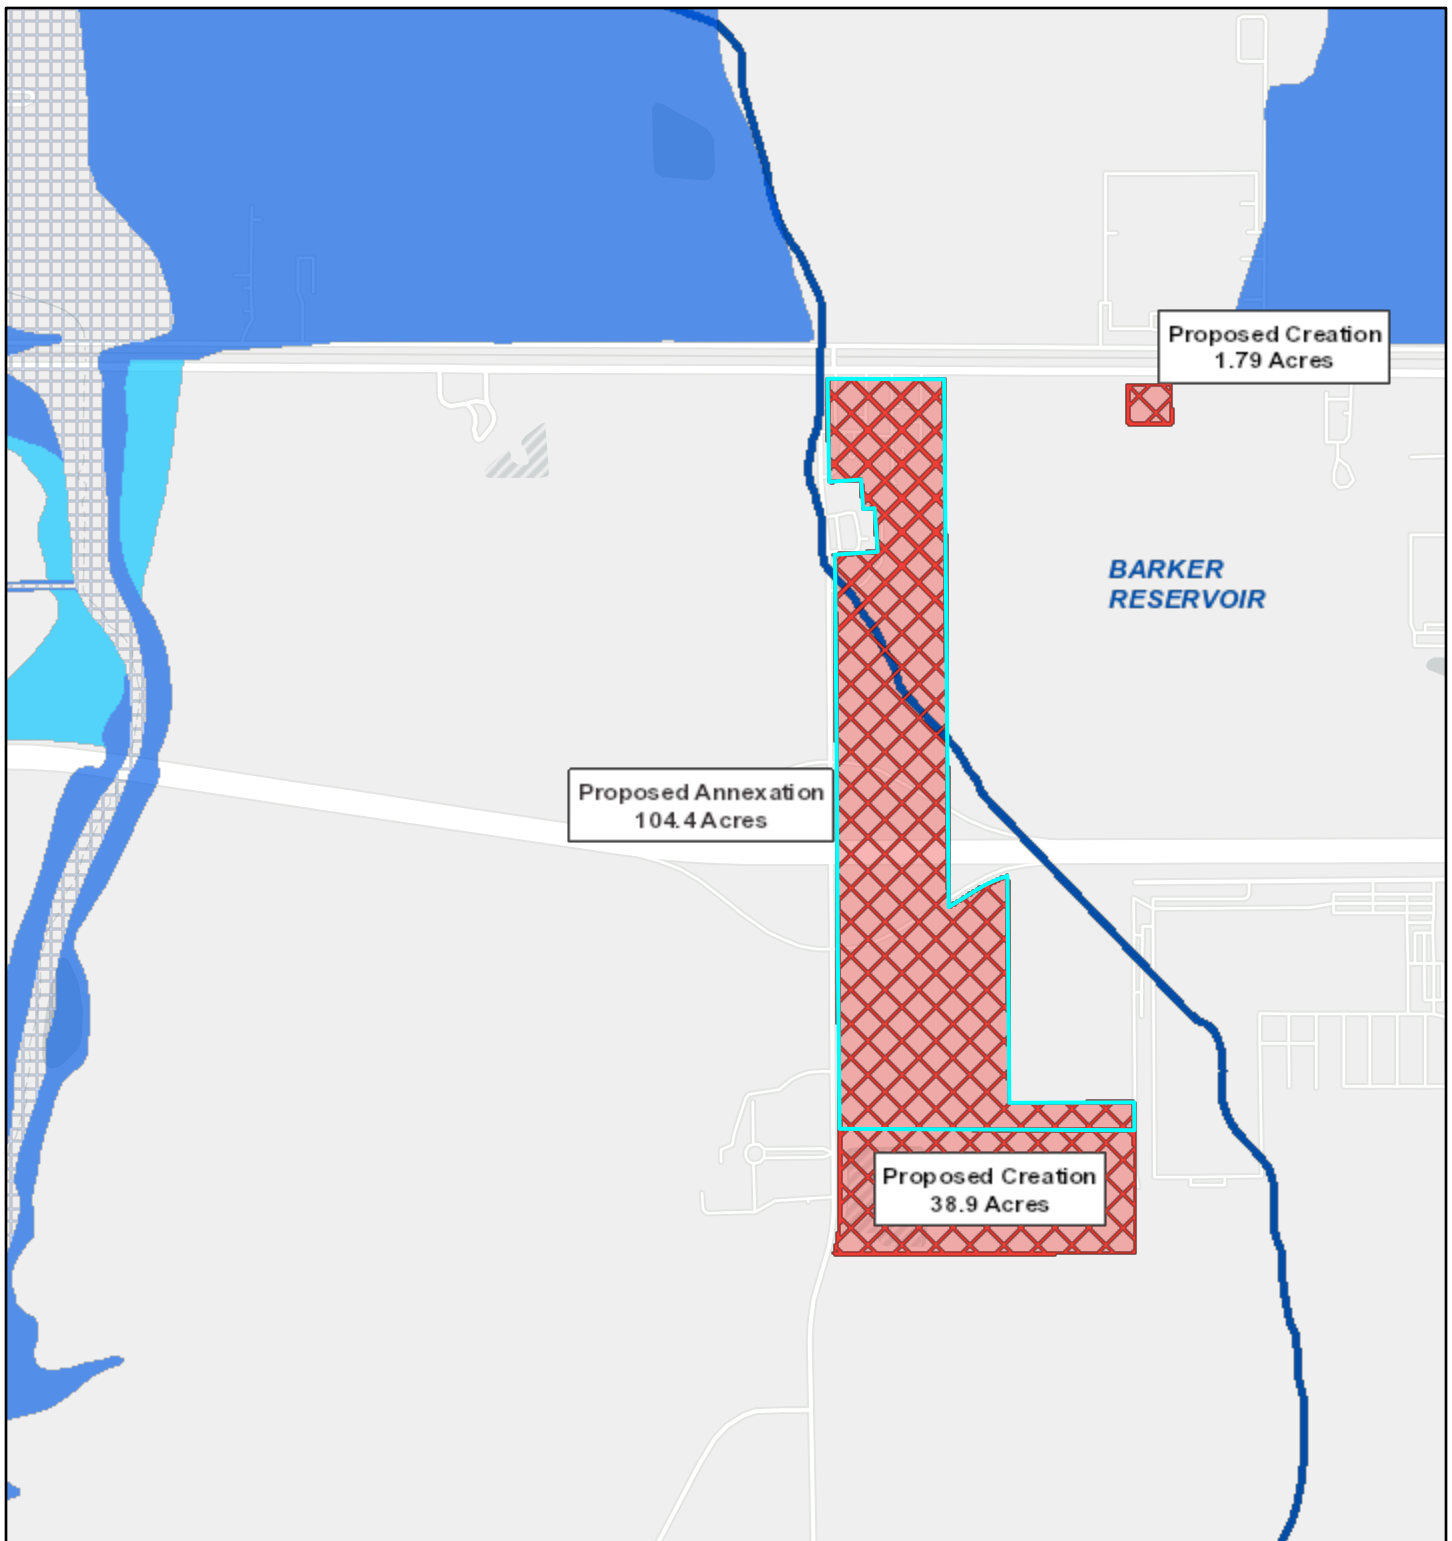 Proposed Creation
1.79 Acres
BARKER
RESERVOIR
Proposed Annexation
104.4 Acres
Proposed Creation
38.9 Acres